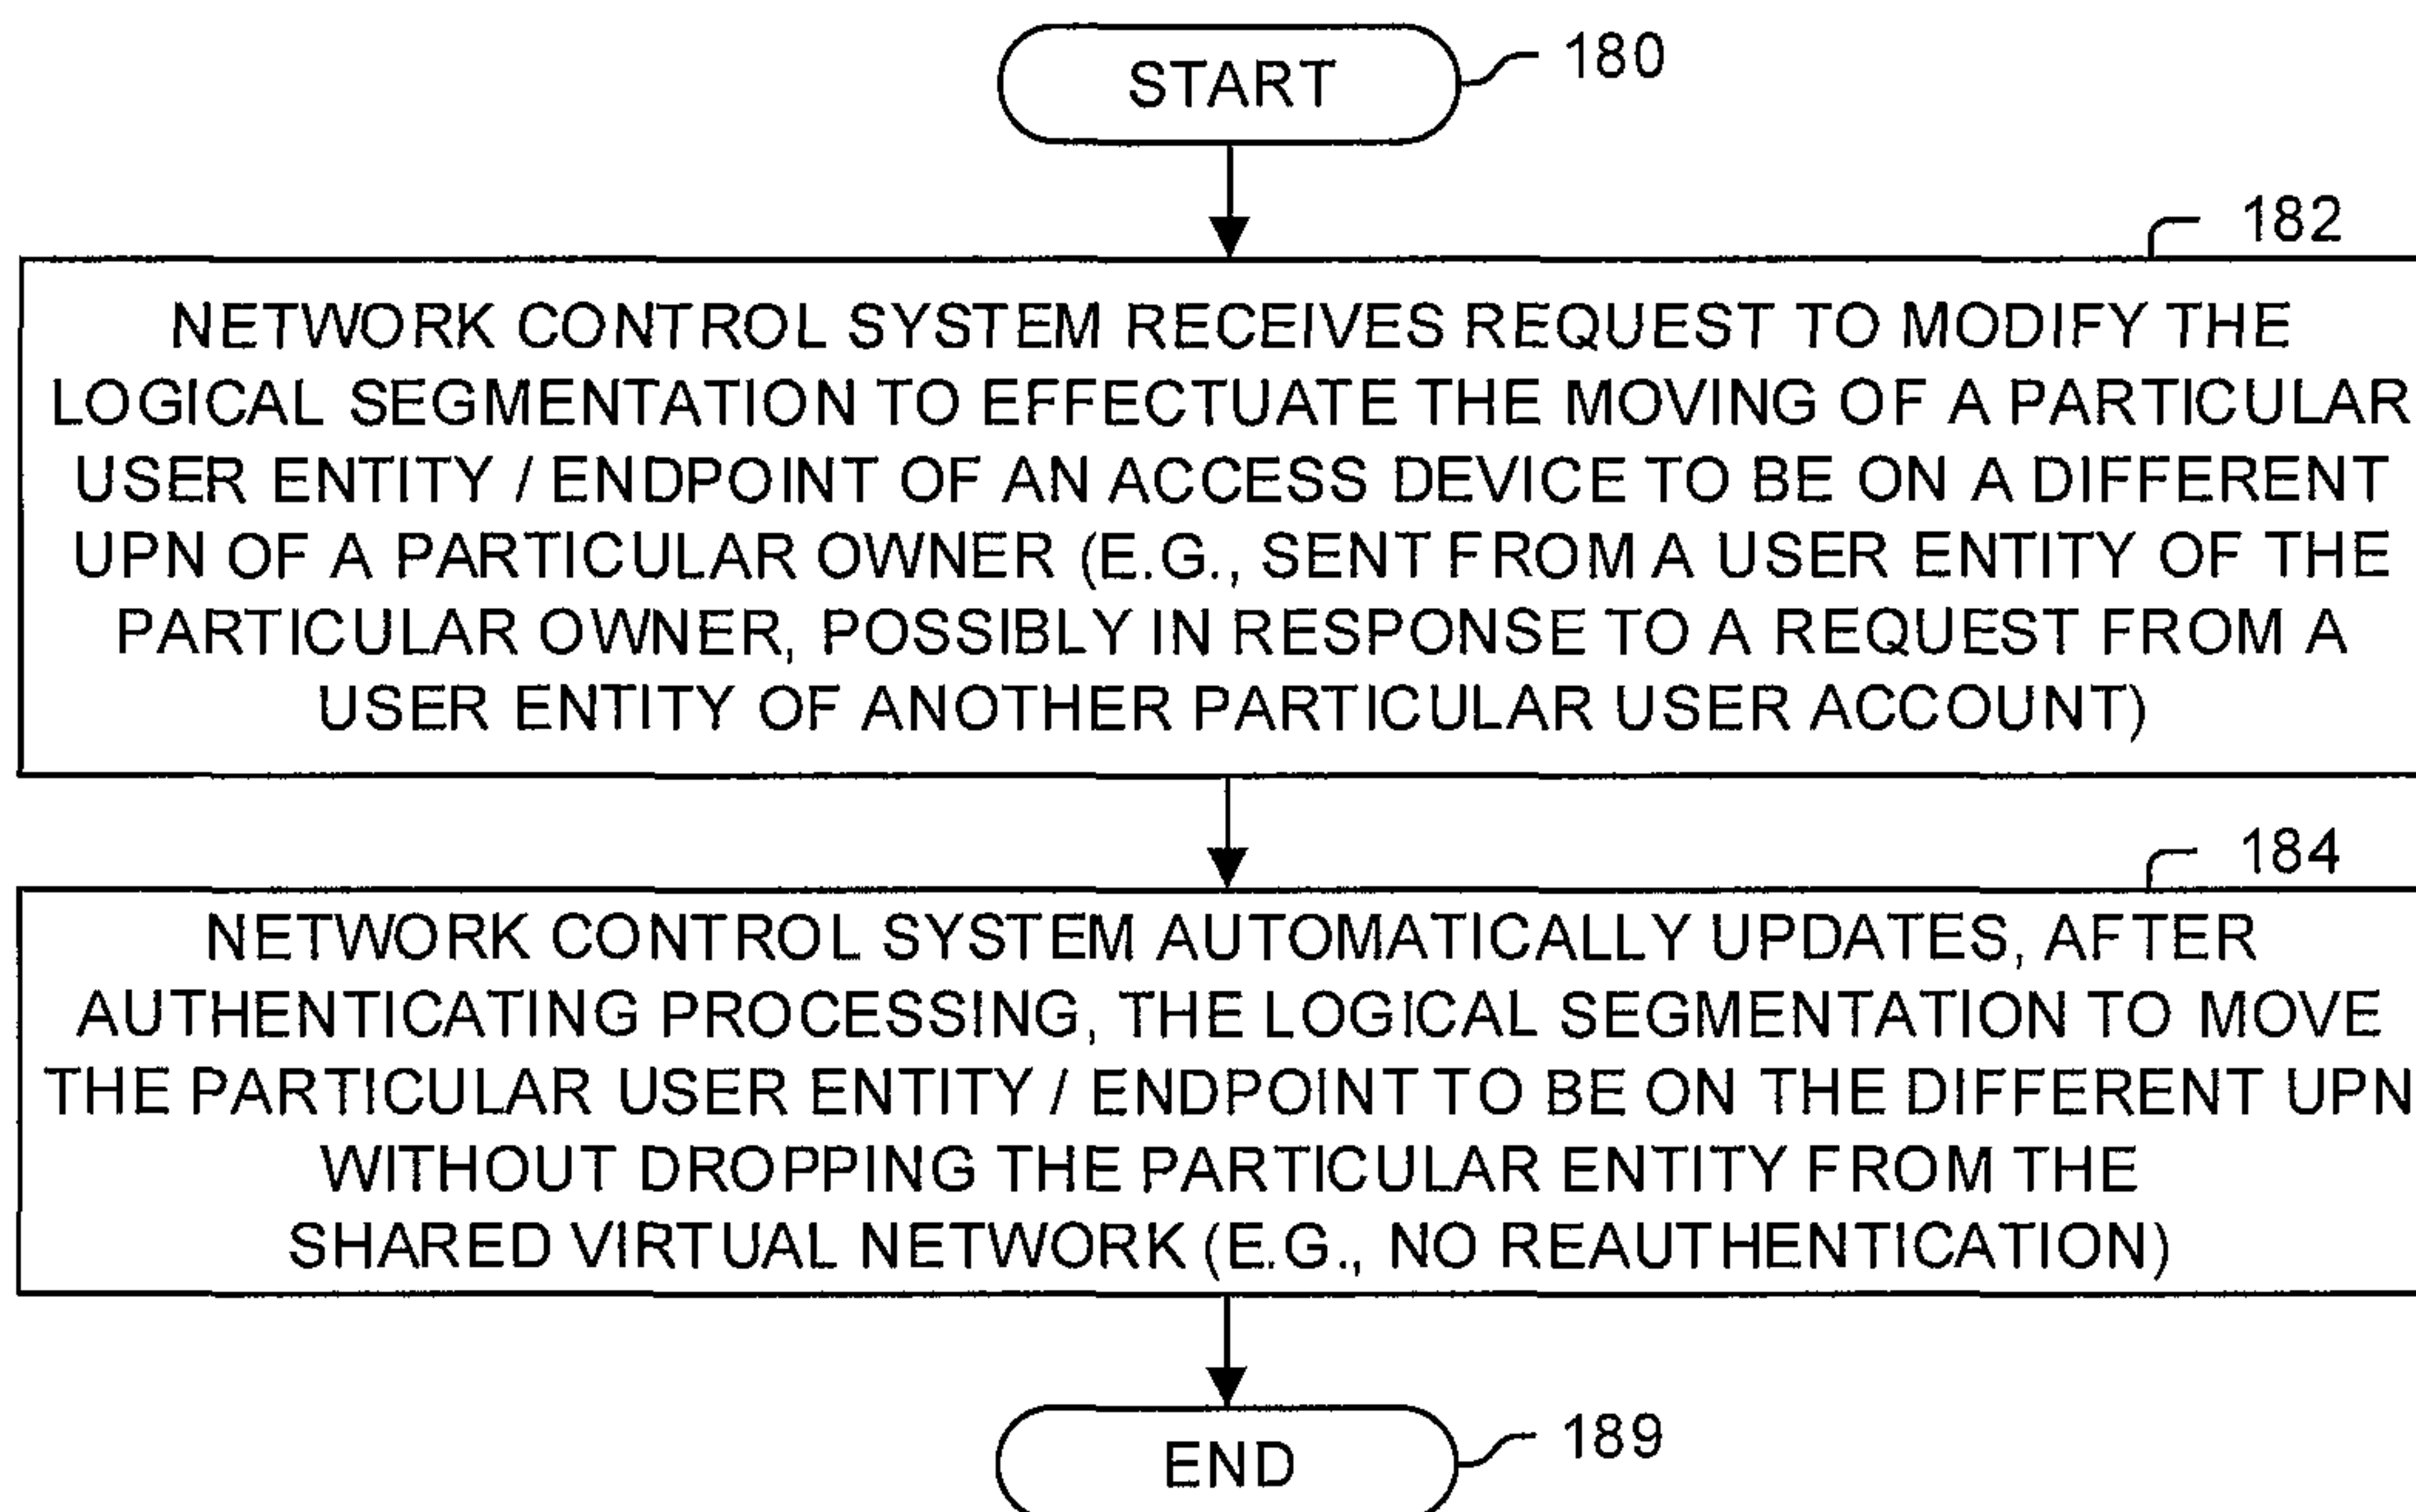 START
180
182
NETWORK CONTROL SYSTEM RECEIVES REQUEST TO MODIFY THE
LOGICAL SEGMENTATION TO EFFECTUATE THE MOVING OF A PARTICULAR
USER ENTITY / ENDPOINT OF AN ACCESS DEVICE TO BE ON A DIFFERENT
UPN OF A PARTICULAR OWNER (E.G., SENT FROM A USER ENTITY OF THE
PARTICULAR OWNER, POSSIBLY IN RESPONSE TO A REQUEST FROM A
USER ENTITY OF ANOTHER PARTICULAR USER ACCOUNT)
184
NETWORK CONTROL SYSTEM AUTOMATICALLY UPDATES, AFTER
AUTHENTICATING PROCESSING, THE LOGICAL SEGMENTATION TO MOVE
THE PARTICULAR USER ENTITY / ENDPOINT TO BE ON THE DIFFERENT UPN
WITHOUT DROPPING THE PARTICULAR ENTITY FROM THE
SHARED VIRTUAL NETWORK (E.G., NO REAUTHENTICATION)
END
189